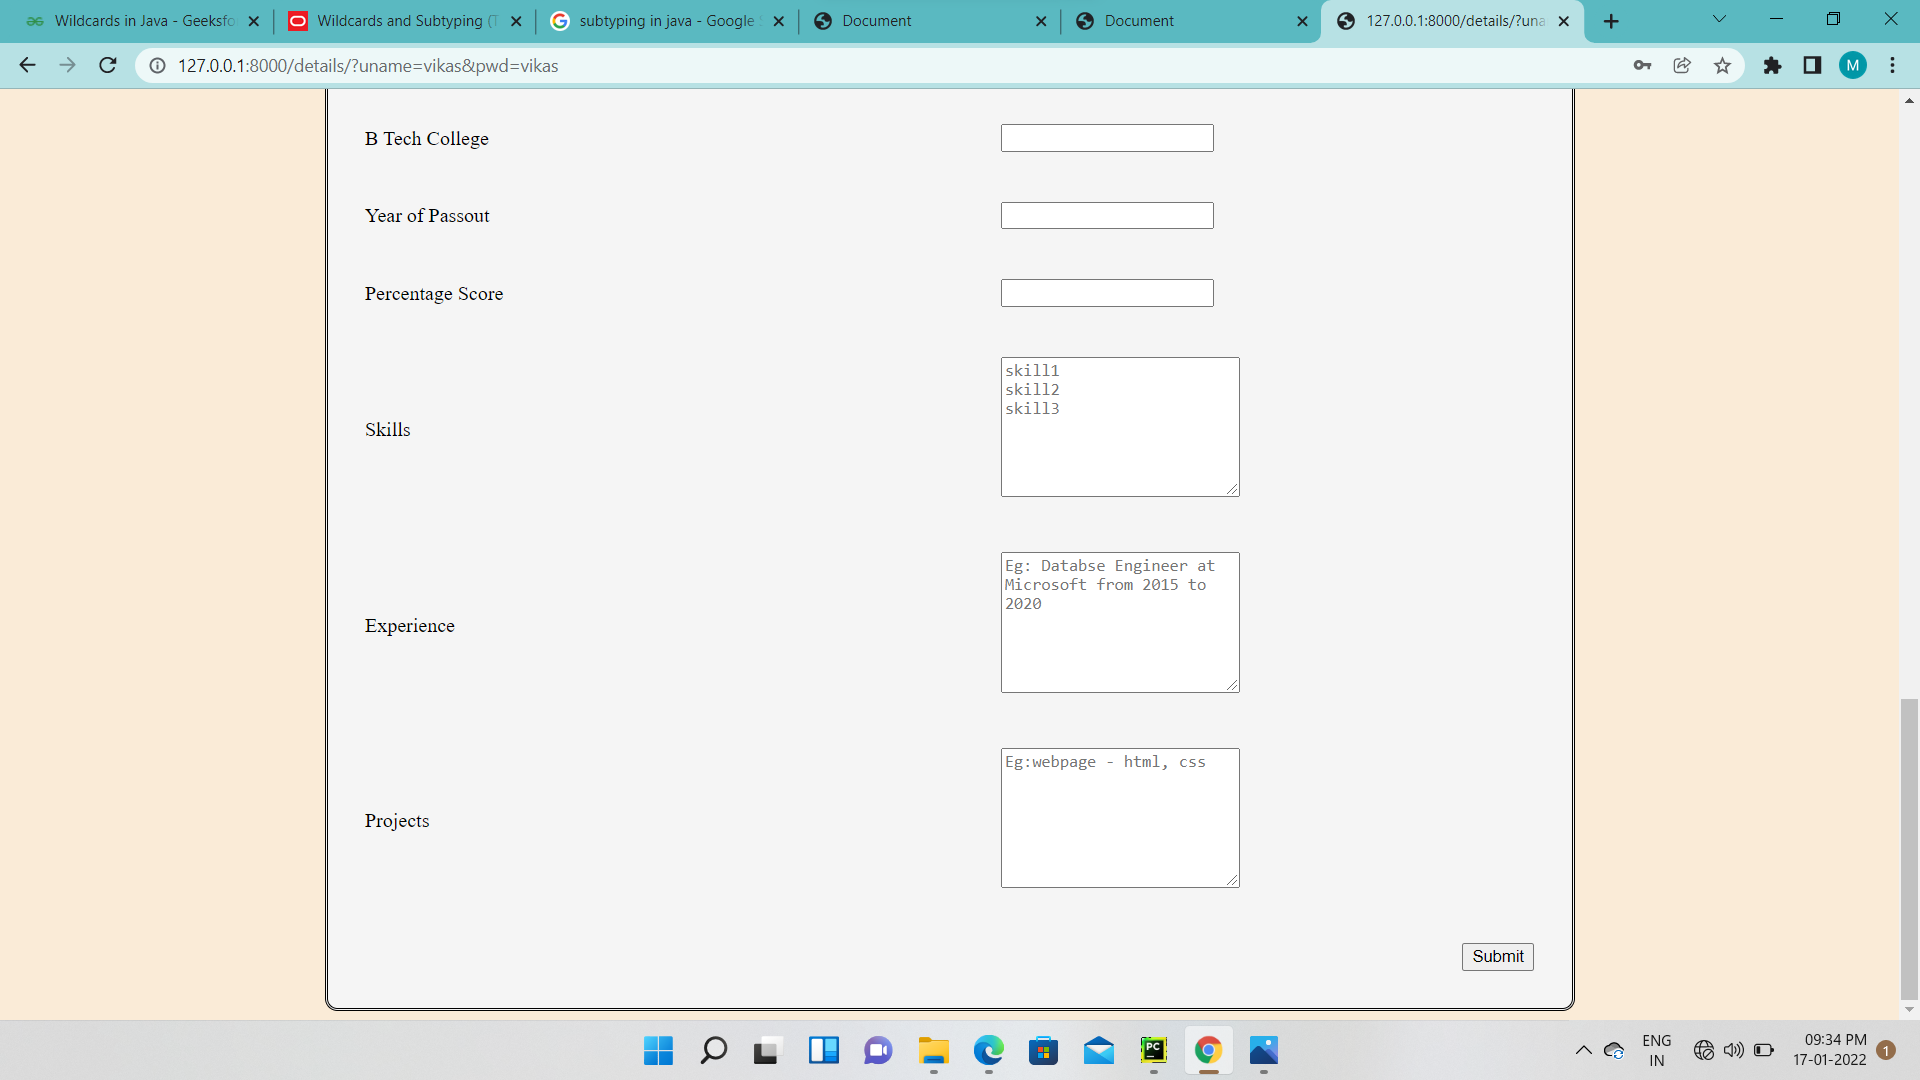 Wildcards in Java - Geeksfo
Wildcards and Subtyping (T
subtyping in java - Google S
Document
Document
127.0.0.1:8000/details/?una
127.0.0.1:8000/details/?uname=vikas&pwd=vikas
M
B Tech College
Year of Passout
Percentage Score
skill1
skill2
skill3
Skills
Eg: Databse Engineer at
Microsoft from 2015 to
2020
Experience
Eg:webpage - html, css
Projects
Submit
PC
ENG
IN
09:34 PM
17-01-2022
1